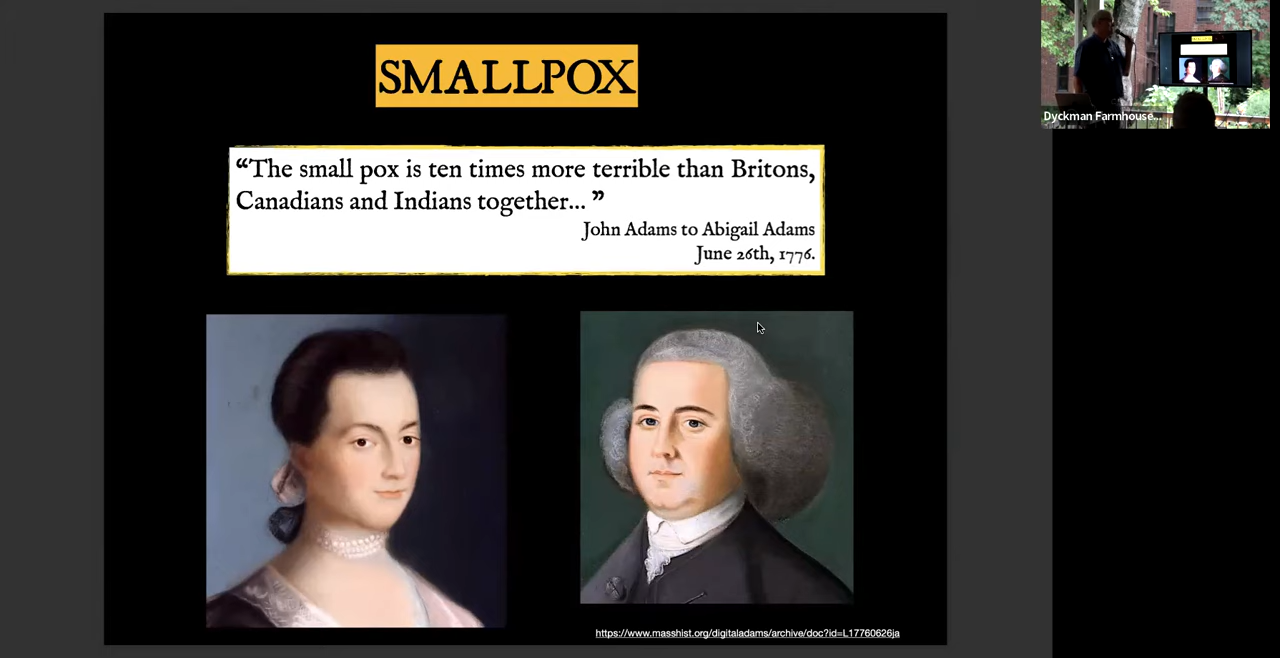 SMALLPOX
“The small pox is ten times more terrible than Britons,
Canadians and Indians together... ”
John Adams to Abigail Adams
June 26th, 1776.
https://www.masshist.org/digitaladams/archive/doc?id=L17760626ja
Dyckman Farmhouse...